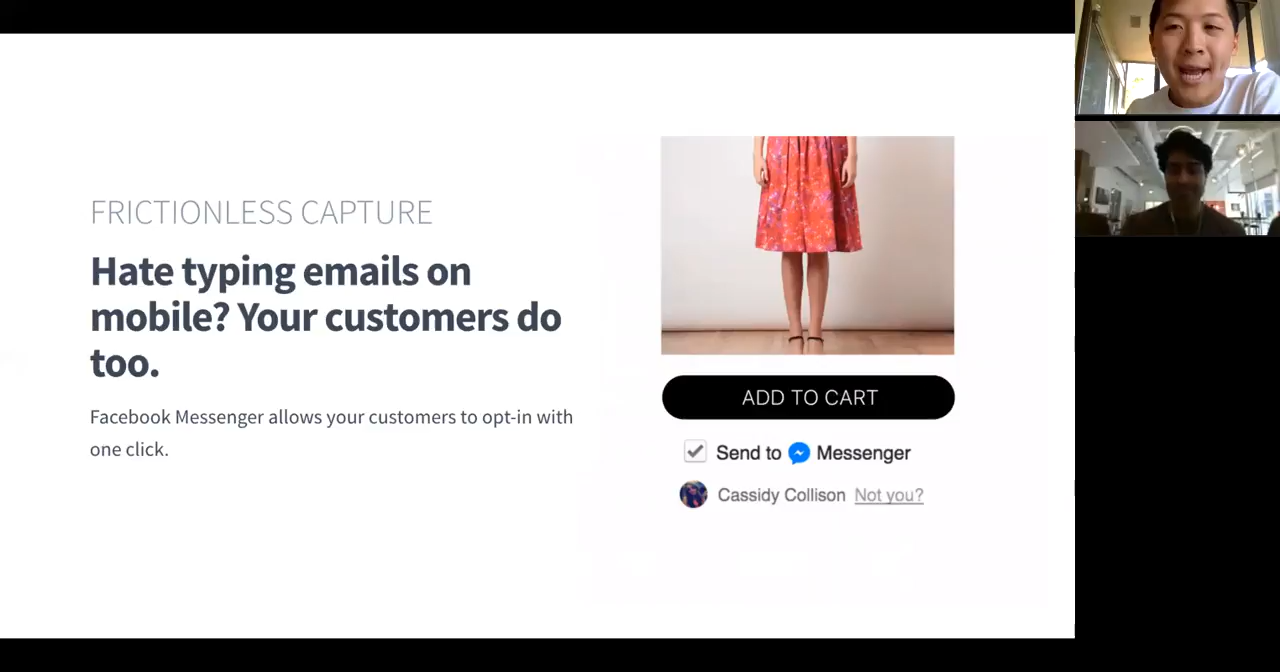 FRICTIONLESS CAPTURE
Hate typing emails on
mobile? Your customers do
too.
Facebook Messenger allows your customers to opt-in with
one click.
ADD TO CART
Send to Messenger
Cassidy Collison Not you?